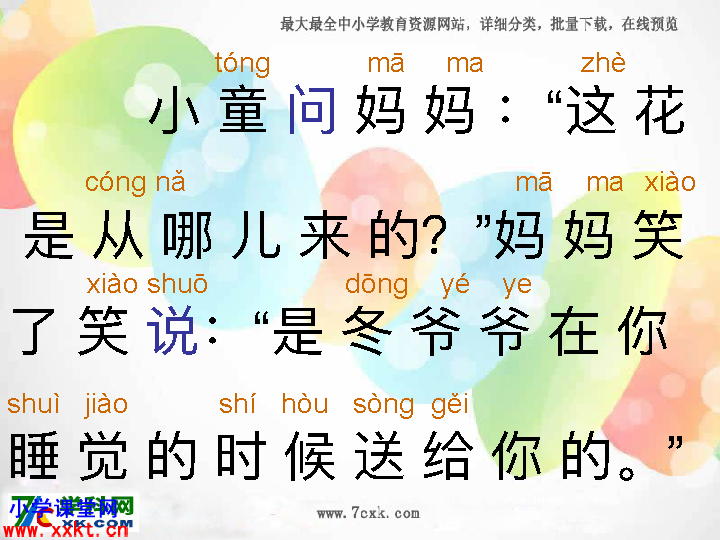 最大最全中小学教育资源网站，详细分类，批量下载，在线预览
tóng mā ma zhè
小童问妈妈：“这花
cóng nǎ mā ma xiào
是从哪儿来的？”妈妈笑
xiào shuō dōng yé ye
了笑说：“是冬爷爷在你
shuì jiào shí hòu sòng gěi
睡觉的时候送给你的。”
小学课堂网
www.xxkt.cn
www.7cxk.com